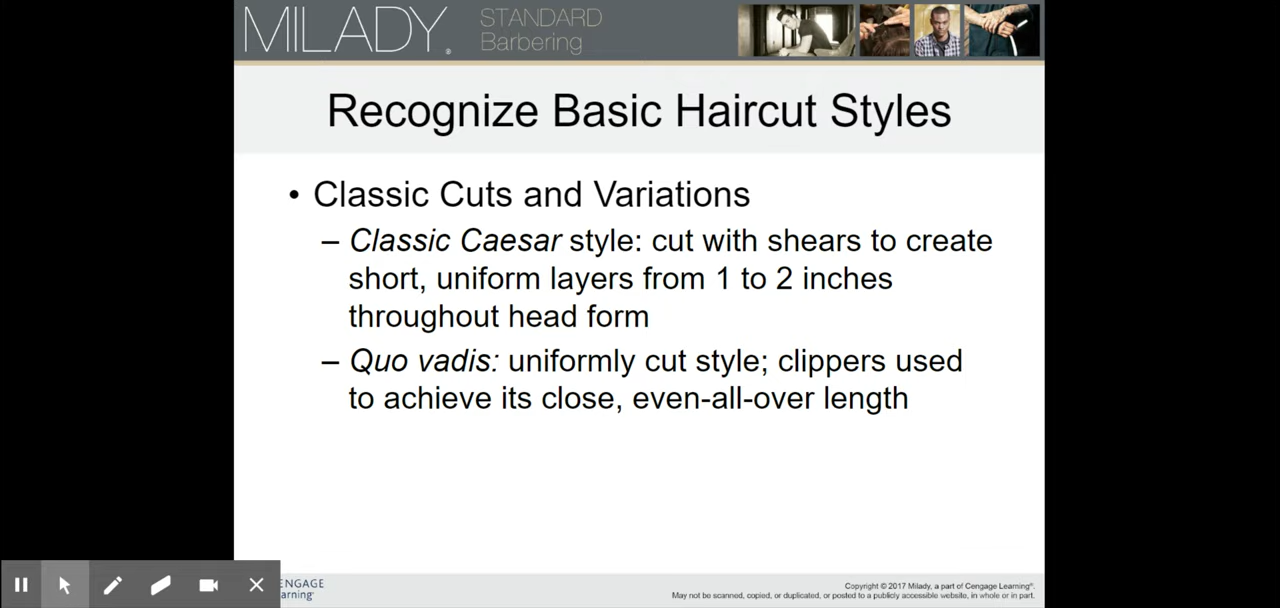 MILADY®
STANDARD
Barbering
Recognize Basic Haircut Styles
• Classic Cuts and Variations
– Classic Caesar style: cut with shears to create
short, uniform layers from 1 to 2 inches
throughout head form
– Quo vadis: uniformly cut style; clippers used
to achieve its close, even-all-over length
ENGAGE
arning
Copyright © 2017 Milady, a part of Cengage Learning®.
May not be scanned, copied, or duplicated, or posted to a publicly accessible website, in whole or in part.